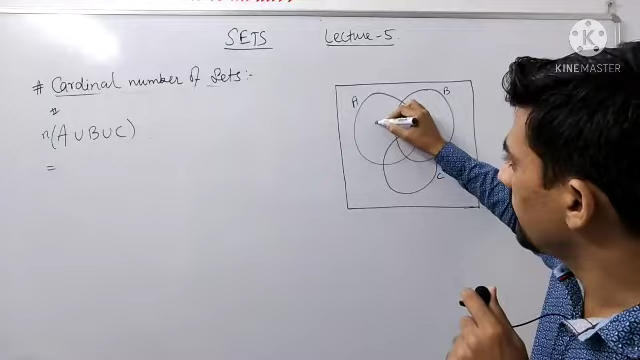 SETS Lecture-5
KINEMASTER
# Cardinal number of Sets:-
n(A∪B∪C)
=
A
B
C